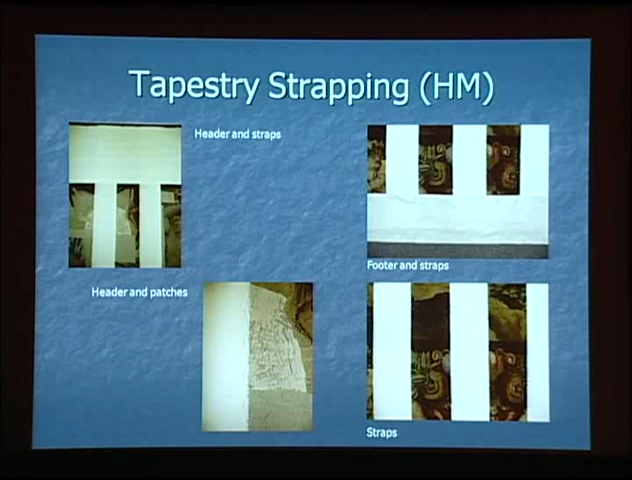 Tapestry Strapping (HM)
Header and straps
Footer and straps
Header and patches
Straps